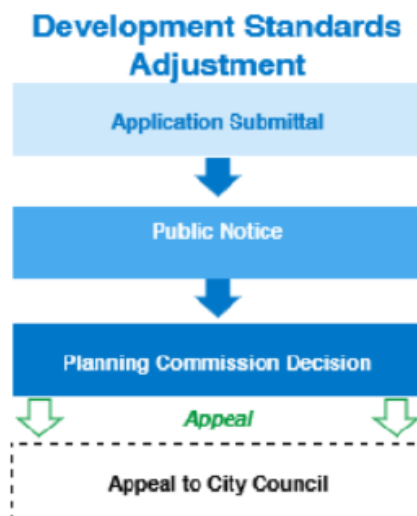 Development Standards
Adjustment
Application Submittal
Public Notice
Planning Commission Decision
Appeal
Appeal to City Council